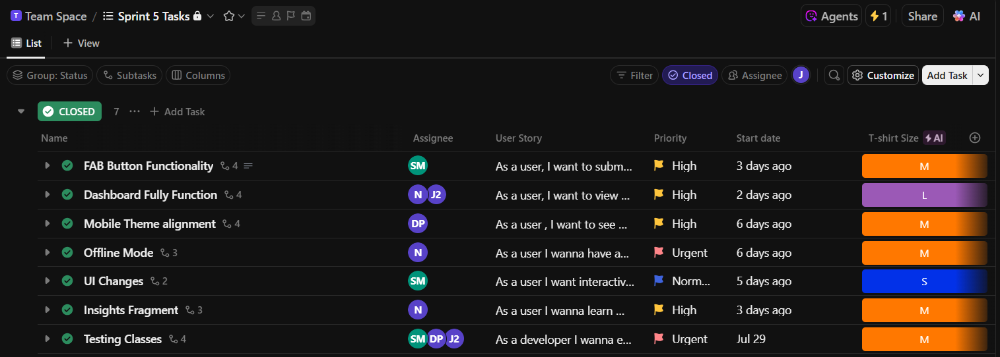 T Team Space / Sprint 5 Tasks Agents 1 Share AI
List + View
Group: Status Subtasks Columns Filter Closed Assignee J Customize Add Task
CLOSED 7 ... + Add Task
Name Assignee User Story Priority Start date T-shirt Size AI
FAB Button Functionality 4 SM As a user, I want to subm... High 3 days ago M
Dashboard Fully Function 4 N J2 As a user, I want to view ... High 2 days ago L
Mobile Theme alignment 4 DP As a user , I want to see ... High 6 days ago M
Offline Mode 3 N As a user I wanna have a... Urgent 6 days ago M
UI Changes 2 SM As a user I want interactiv... Norm... 5 days ago S
Insights Fragment 3 N As a user I wanna learn ... High 3 days ago M
Testing Classes 4 SM DP J2 As a developer I wanna e... Urgent Jul 29 M